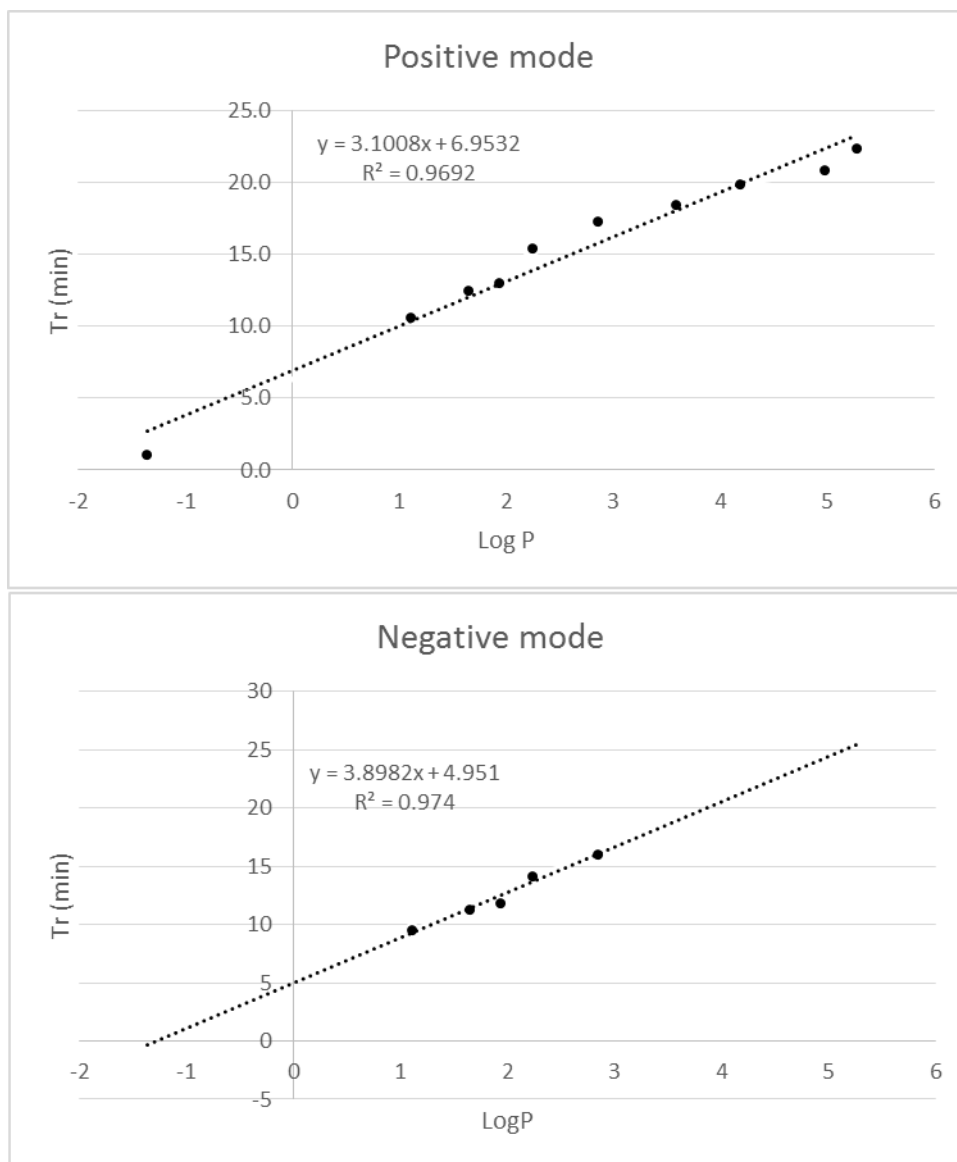 Positive mode
25.0
y = 3.1008x + 6.9532
R² = 0.9692
20.0
15.0
Tr (min)
10.0
5.0
0.0
-2 -1 0 1 2 3 4 5 6
Log P
Negative mode
30
25
y = 3.8982x + 4.951
R² = 0.974
20
15
Tr (min)
10
5
0
-2 -1 0 1 2 3 4 5 6
-5
LogP